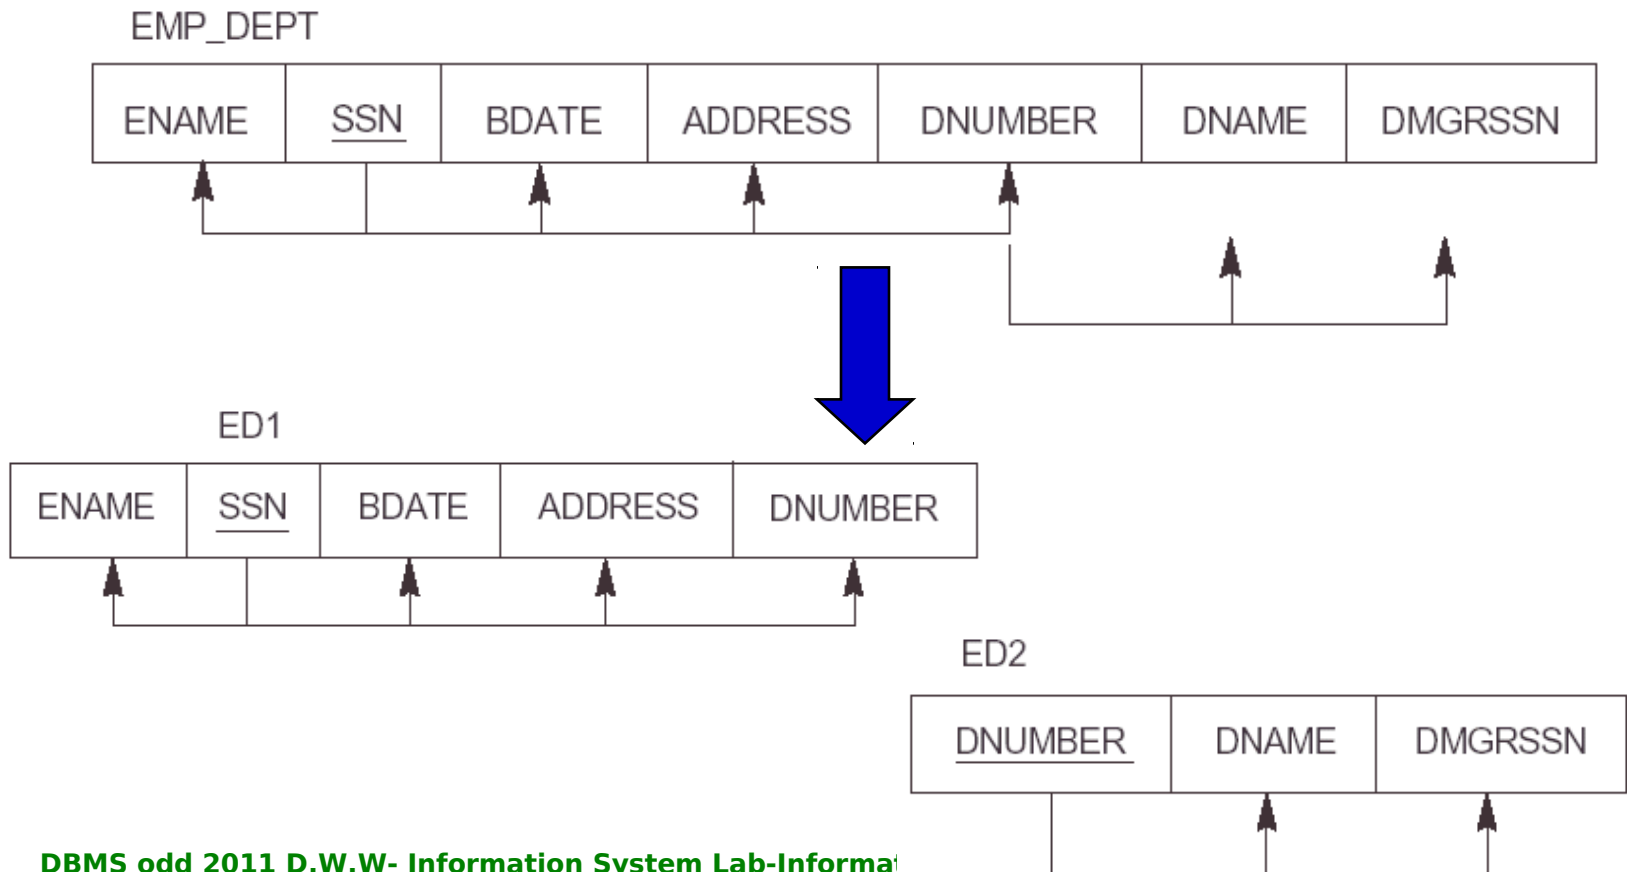 EMP_DEPT
ENAME SSN BDATE ADDRESS DNUMBER DNAME DMGRSSN
ED1
ENAME SSN BDATE ADDRESS DNUMBER
ED2
DNUMBER DNAME DMGRSSN
DBMS odd 2011 D.W.W- Information System Lab-Informat